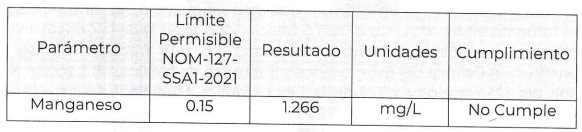 Parámetro
Límite
Permisible
NOM-127-
SSA1-2021
Resultado
Unidades
Cumplimiento
Manganeso
0.15
1.266
mg/L
No Cumple